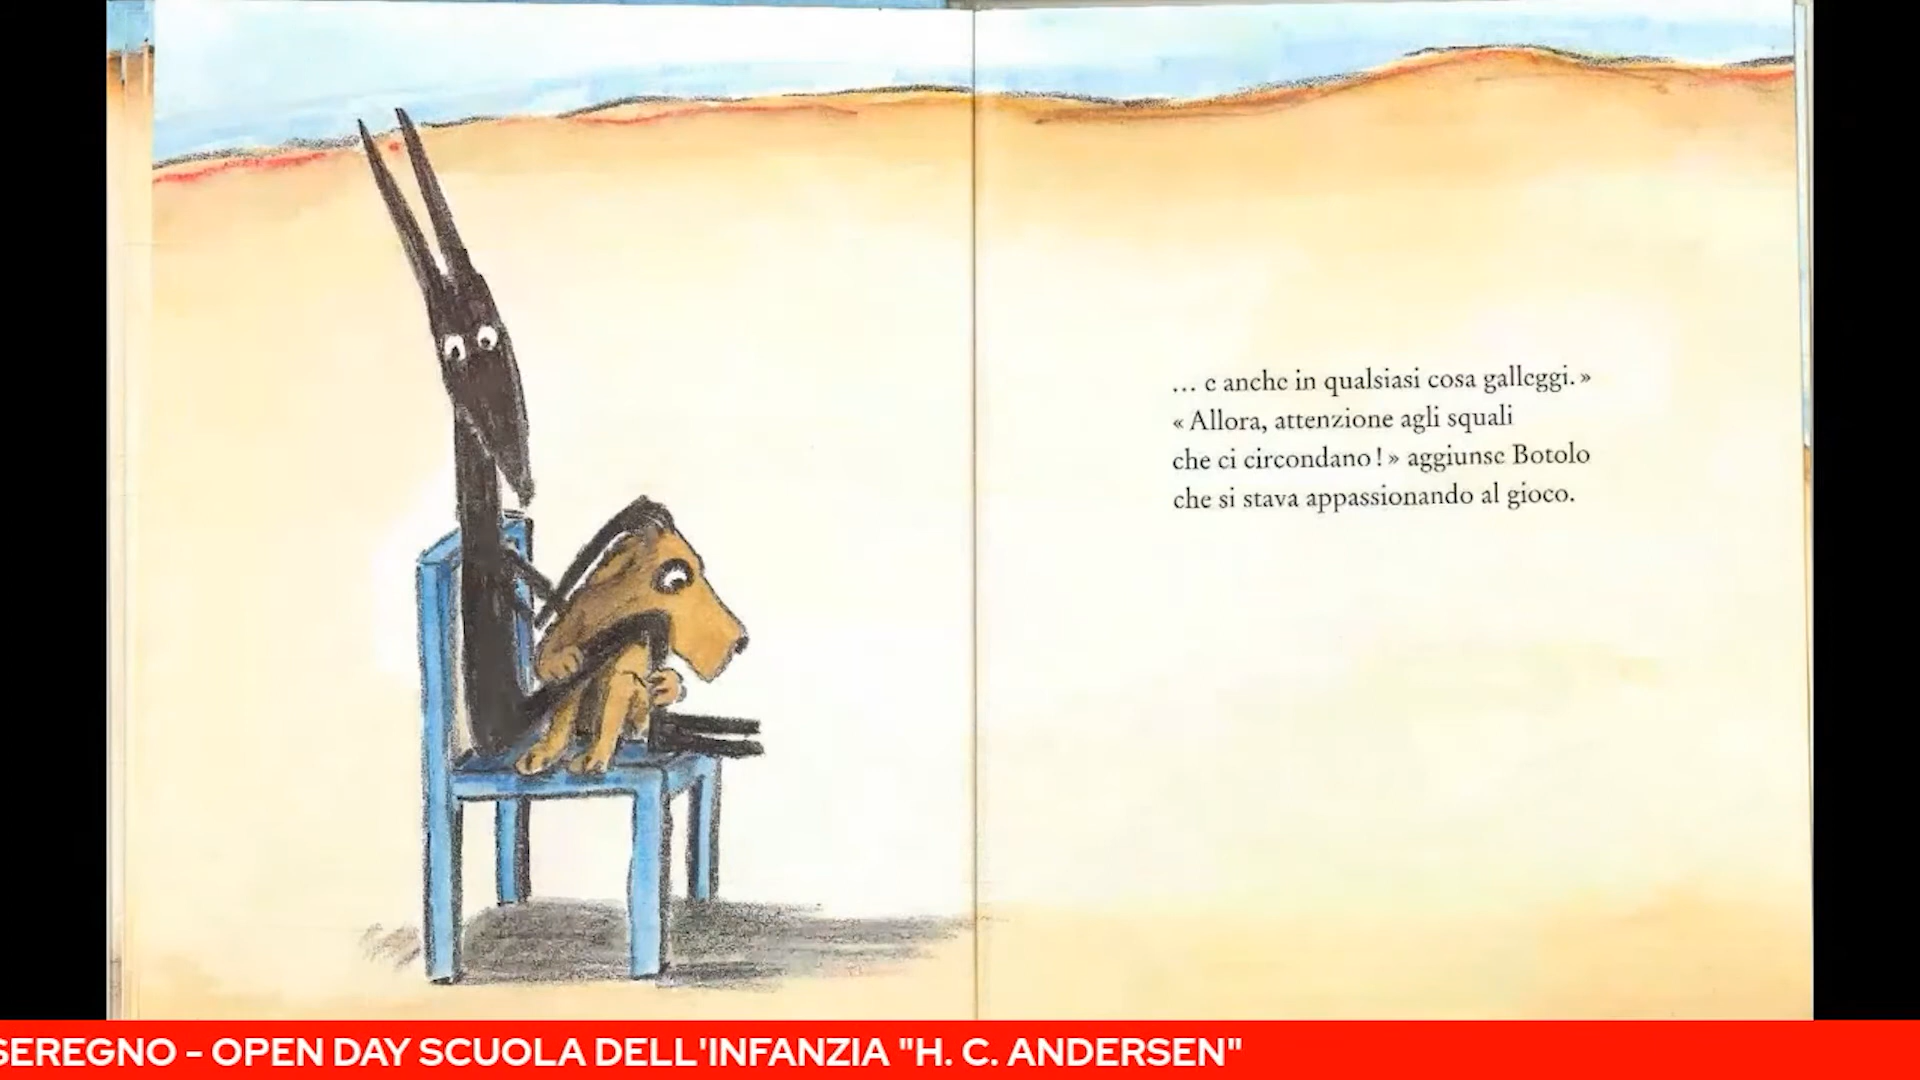 … e anche in qualsiasi cosa galleggi. »
« Allora, attenzione agli squali
che ci circondano ! » aggiunse Botolo
che si stava appassionando al gioco.
SEREGNO - OPEN DAY SCUOLA DELL'INFANZIA "H. C. ANDERSEN"